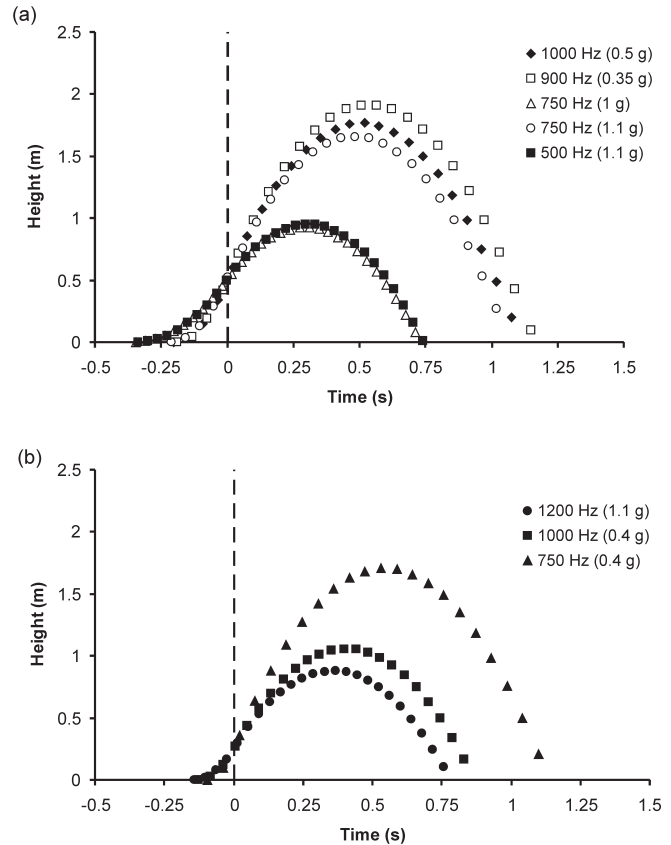 (a)
2.5
2
1.5
1
0.5
0
-0.5
-0.25
0
0.25
0.5
0.75
1
1.25
1.5
Height (m)
Time (s)
1000 Hz (0.5 g)
900 Hz (0.35 g)
750 Hz (1 g)
750 Hz (1.1 g)
500 Hz (1.1 g)
(b)
2.5
2
1.5
1
0.5
0
-0.5
-0.25
0
0.25
0.5
0.75
1
1.25
1.5
Height (m)
Time (s)
1200 Hz (1.1 g)
1000 Hz (0.4 g)
750 Hz (0.4 g)